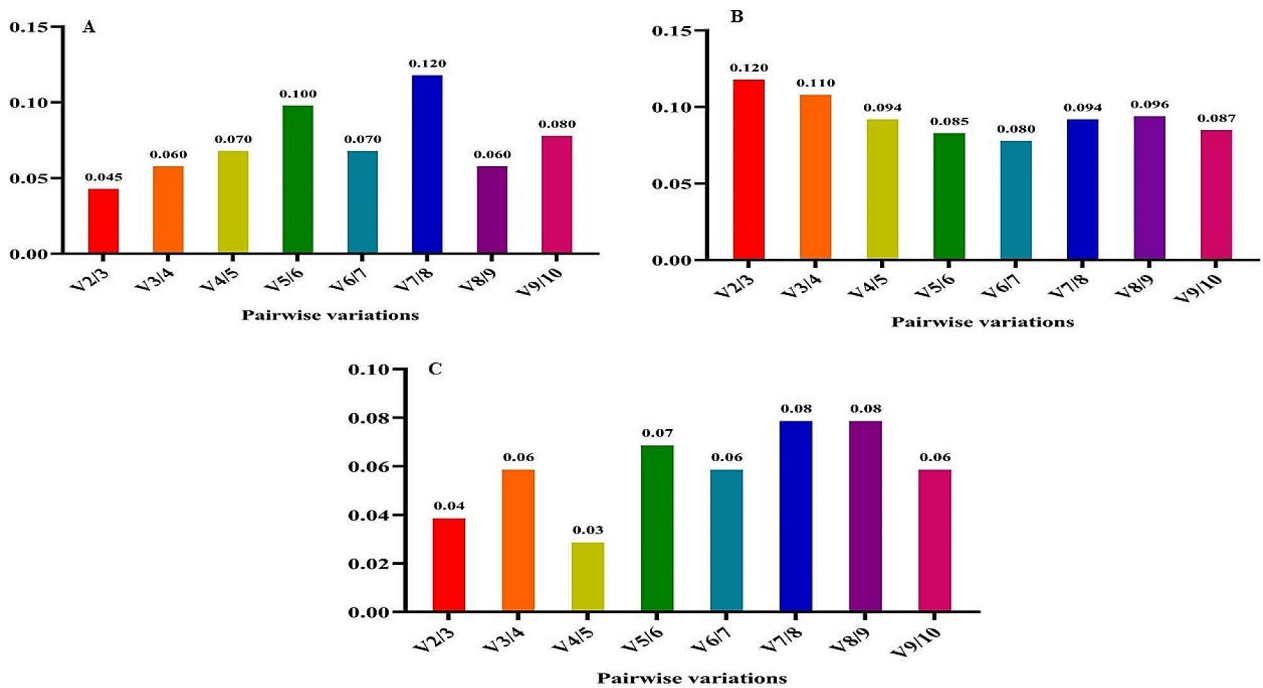 A
0.15
0.10
0.05
0.00
0.045
0.060
0.070
0.100
0.070
0.120
0.060
0.080
V2/3
V3/4
V4/5
V5/6
V6/7
V7/8
V8/9
V9/10
Pairwise variations
B
0.15
0.10
0.05
0.00
0.120
0.110
0.094
0.085
0.080
0.094
0.096
0.087
V2/3
V3/4
V4/5
V5/6
V6/7
V7/8
V8/9
V9/10
Pairwise variations
C
0.10
0.08
0.06
0.04
0.02
0.00
0.04
0.06
0.03
0.07
0.06
0.08
0.08
0.06
V2/3
V3/4
V4/5
V5/6
V6/7
V7/8
V8/9
V9/10
Pairwise variations